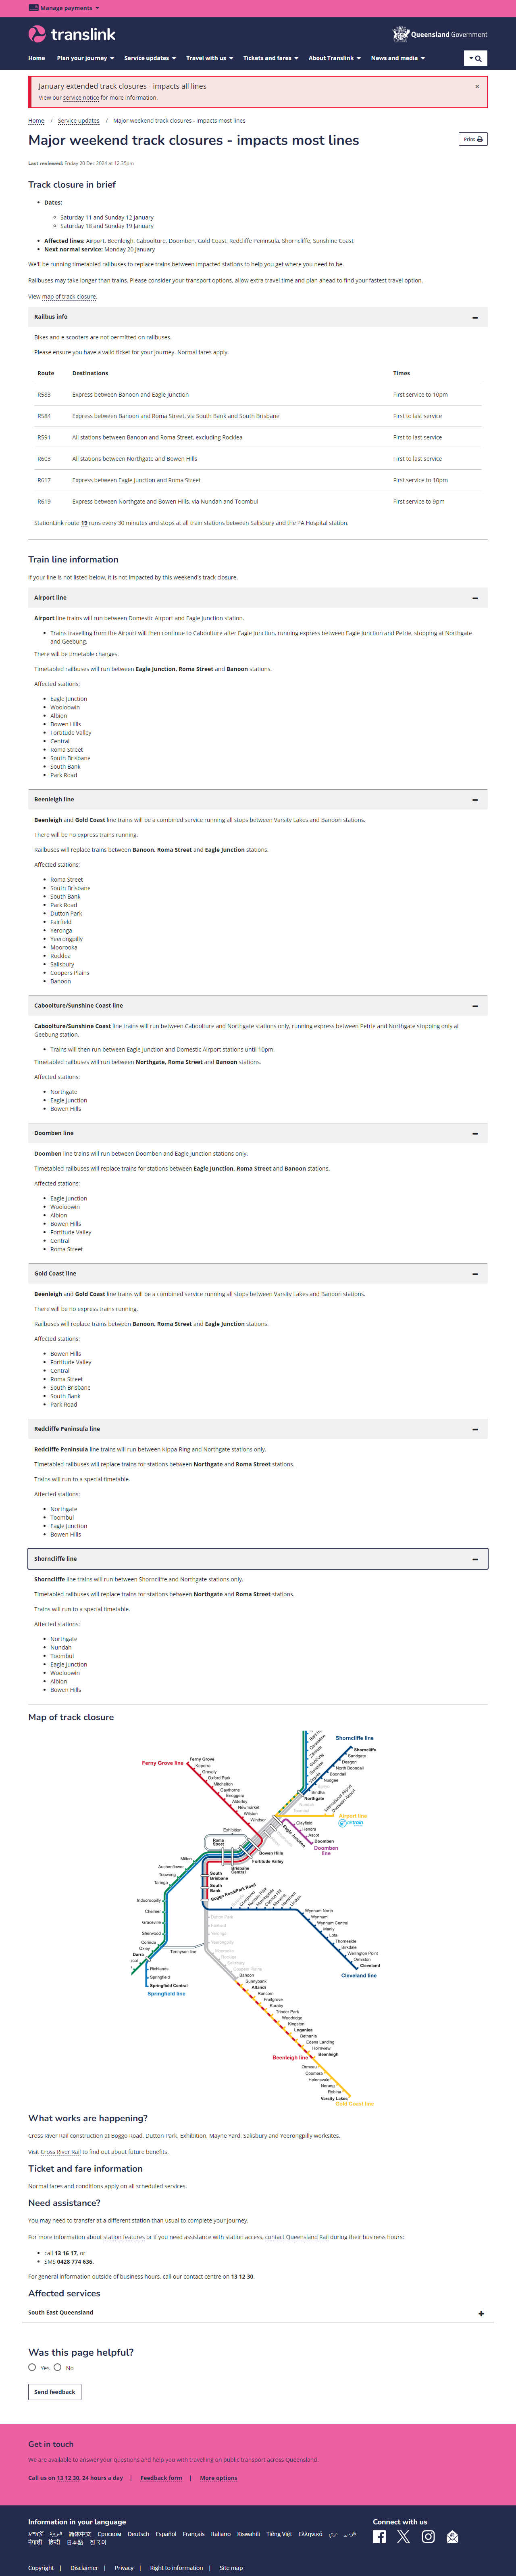 Manage payments
translink
Queensland Government
Home Plan your journey Service updates Travel with us Tickets and fares About Translink News and media
January extended track closures - impacts all lines
View our service notice for more information.
Home / Service updates / Major weekend track closures - impacts most lines
Major weekend track closures - impacts most lines
Print
Last reviewed: Friday 20 Dec 2024 at 12.35pm
Track closure in brief
Dates:
Saturday 11 and Sunday 12 January
Saturday 18 and Sunday 19 January
Affected lines: Airport, Beenleigh, Caboolture, Doomben, Gold Coast, Redcliffe Peninsula, Shorncliffe, Sunshine Coast
Next normal service: Monday 20 January
We'll be running timetabled railbuses to replace trains between impacted stations to help you get where you need to be.
Railbuses may take longer than trains. Please consider your transport options, allow extra travel time and plan ahead to find your fastest travel option.
View map of track closure.
Railbus info
Bikes and e-scooters are not permitted on railbuses.
Please ensure you have a valid ticket for your journey. Normal fares apply.
Route Destinations Times
R583 Express between Banoon and Eagle Junction First service to 10pm
R584 Express between Banoon and Roma Street, via South Bank and South Brisbane First to last service
R591 All stations between Banoon and Roma Street, excluding Rocklea First to last service
R603 All stations between Northgate and Bowen Hills First to last service
R617 Express between Eagle Junction and Roma Street First service to 10pm
R619 Express between Northgate and Bowen Hills, via Nundah and Toombul First service to 9pm
StationLink route 19 runs every 30 minutes and stops at all train stations between Salisbury and the PA Hospital station.
Train line information
If your line is not listed below, it is not impacted by this weekend's track closure.
Airport line
Airport line trains will run between Domestic Airport and Eagle Junction station.
Trains travelling from the Airport will then continue to Caboolture after Eagle Junction, running express between Eagle Junction and Petrie, stopping at Northgate
and Geebung.
There will be timetable changes.
Timetabled railbuses will run between Eagle Junction, Roma Street and Banoon stations.
Affected stations:
Eagle Junction
Wooloowin
Albion
Bowen Hills
Fortitude Valley
Central
Roma Street
South Brisbane
South Bank
Park Road
Beenleigh line
Beenleigh and Gold Coast line trains will be a combined service running all stops between Varsity Lakes and Banoon stations.
There will be no express trains running.
Railbuses will replace trains between Banoon, Roma Street and Eagle Junction stations.
Affected stations:
Roma Street
South Brisbane
South Bank
Park Road
Dutton Park
Fairfield
Yeronga
Yeerongpilly
Moorooka
Rocklea
Salisbury
Coopers Plains
Banoon
Caboolture/Sunshine Coast line
Caboolture/Sunshine Coast line trains will run between Caboolture and Northgate stations only, running express between Petrie and Northgate stopping only at
Geebung station.
Trains will then run between Eagle Junction and Domestic Airport stations until 10pm.
Timetabled railbuses will run between Northgate, Roma Street and Banoon stations.
Affected stations:
Northgate
Eagle Junction
Bowen Hills
Doomben line
Doomben line trains will run between Doomben and Eagle Junction stations only.
Timetabled railbuses will replace trains for stations between Eagle Junction, Roma Street and Banoon stations.
Affected stations:
Eagle Junction
Wooloowin
Albion
Bowen Hills
Fortitude Valley
Central
Roma Street
Gold Coast line
Beenleigh and Gold Coast line trains will be a combined service running all stops between Varsity Lakes and Banoon stations.
There will be no express trains running.
Railbuses will replace trains between Banoon, Roma Street and Eagle Junction stations.
Affected stations:
Bowen Hills
Fortitude Valley
Central
Roma Street
South Brisbane
South Bank
Park Road
Redcliffe Peninsula line
Redcliffe Peninsula line trains will run between Kippa-Ring and Northgate stations only.
Timetabled railbuses will replace trains for stations between Northgate and Roma Street stations.
Trains will run to a special timetable.
Affected stations:
Northgate
Toombul
Eagle Junction
Bowen Hills
Shorncliffe line
Shorncliffe line trains will run between Shorncliffe and Northgate stations only.
Timetabled railbuses will replace trains for stations between Northgate and Roma Street stations.
Trains will run to a special timetable.
Affected stations:
Northgate
Nundah
Toombul
Eagle Junction
Wooloowin
Albion
Bowen Hills
Map of track closure
Shorncliffe line
Carseldine
Zillmere
Geebung
Sunshine
Virginia
Shorncliffe
Sandgate
Deagon
North Boondall
Boondall
Nudgee
Banyo
Bindha
Northgate
International Airport
Domestic Airport
Airport line
airtrain
Ferny Grove line
Ferny Grove
Keperra
Grovely
Oxford Park
Mitchelton
Gaythorne
Enoggera
Alderley
Newmarket
Wilston
Windsor
Clayfield
Hendra
Ascot
Doomben
Doomben
line
Eagle Junction
Exhibition
Roma
Street
Bowen Hills
Fortitude Valley
Brisbane
Central
Milton
Auchenflower
Toowong
Taringa
Indooroopilly
Chelmer
Graceville
Sherwood
Corinda
Oxley
Darra
Richlands
Springfield
Springfield Central
Springfield line
Tennyson line
South
Brisbane
South
Bank
Boggo Road/Park Road
Coorparoo
Norman Park
Morningside
Cannon Hill
Murarrie
Hemmant
Lindum
Wynnum North
Wynnum
Wynnum Central
Manly
Lota
Thorneside
Birkdale
Wellington Point
Ormiston
Cleveland
Cleveland line
Dutton Park
Fairfield
Yeronga
Yeerongpilly
Moorooka
Rocklea
Salisbury
Coopers Plains
Banoon
Sunnybank
Altandi
Runcorn
Fruitgrove
Kuraby
Trinder Park
Woodridge
Kingston
Loganlea
Bethania
Edens Landing
Holmview
Beenleigh
Beenleigh line
Ormeau
Coomera
Helensvale
Nerang
Robina
Varsity Lakes
Gold Coast line
What works are happening?
Cross River Rail construction at Boggo Road, Dutton Park, Exhibition, Mayne Yard, Salisbury and Yeerongpilly worksites.
Visit Cross River Rail to find out about future benefits.
Ticket and fare information
Normal fares and conditions apply on all scheduled services.
Need assistance?
You may need to transfer at a different station than usual to complete your journey.
For more information about station features or if you need assistance with station access, contact Queensland Rail during their business hours:
call 13 16 17, or
SMS 0428 774 636.
For general information outside of business hours, call our contact centre on 13 12 30.
Affected services
South East Queensland
Was this page helpful?
Yes No
Send feedback
Get in touch
We are available to answer your questions and help you with travelling on public transport across Queensland.
Call us on 13 12 30, 24 hours a day | Feedback form | More options
Information in your language
Connect with us
አማርኛ العربية 简体中文 Српском Deutsch Español Français Italiano Kiswahili Tiếng Việt Ελληνικά دری فارسی
नेपाली हिन्दी 日本語 한국어
Copyright | Disclaimer | Privacy | Right to information | Site map